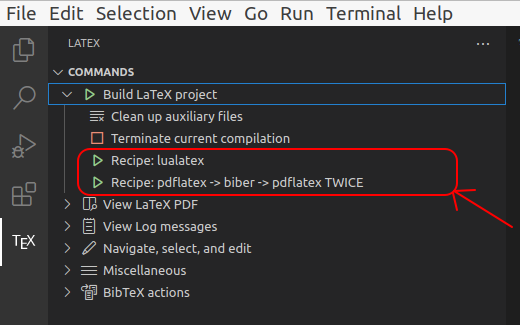 File Edit Selection View Go Run Terminal Help
LATEX
COMMANDS
Build LaTeX project
Clean up auxiliary files
Terminate current compilation
Recipe: lualatex
Recipe: pdflatex -> biber -> pdflatex TWICE
View LaTeX PDF
View Log messages
Navigate, select, and edit
Miscellaneous
BibTeX actions
TEX